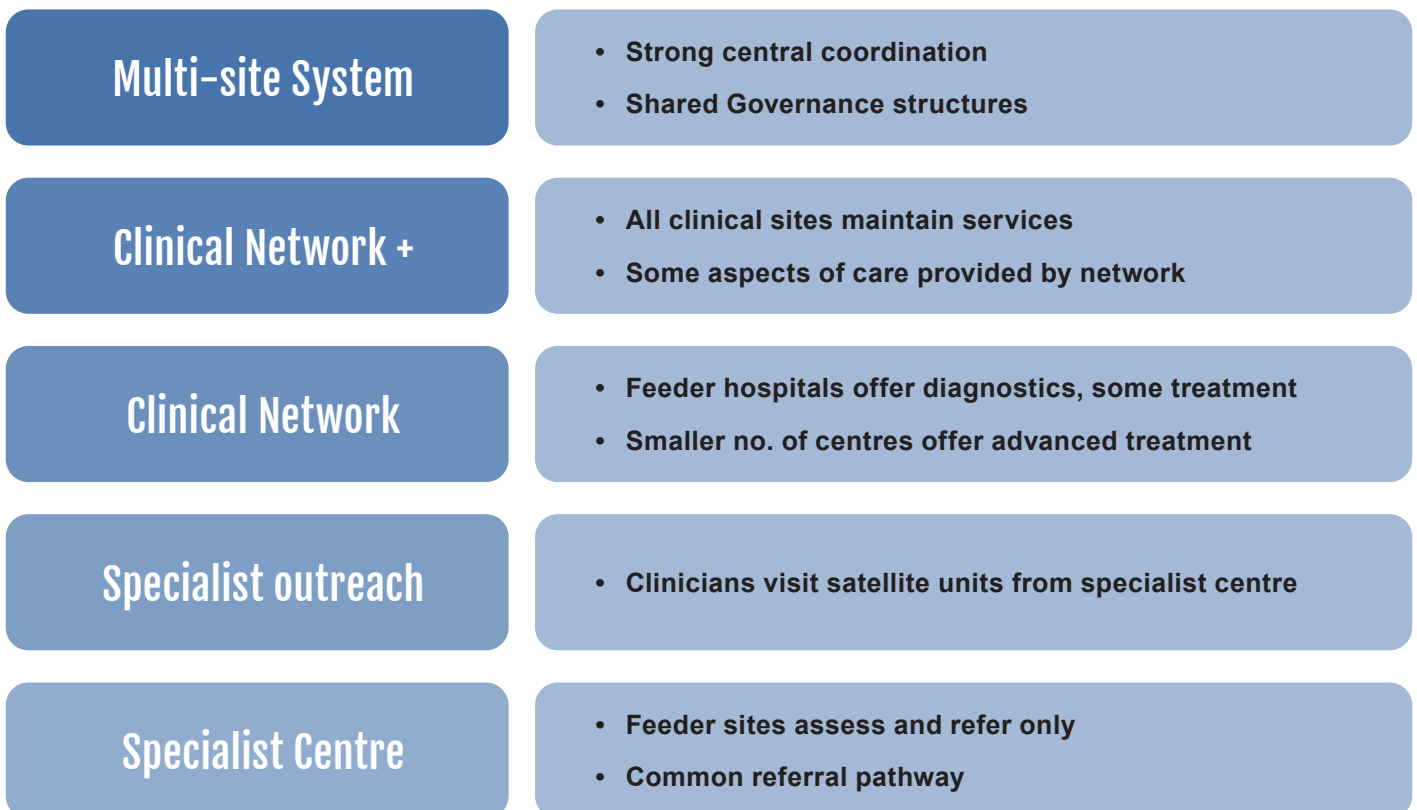 Multi-site System
• Strong central coordination
• Shared Governance structures
Clinical Network +
• All clinical sites maintain services
• Some aspects of care provided by network
Clinical Network
• Feeder hospitals offer diagnostics, some treatment
• Smaller no. of centres offer advanced treatment
Specialist outreach
• Clinicians visit satellite units from specialist centre
Specialist Centre
• Feeder sites assess and refer only
• Common referral pathway